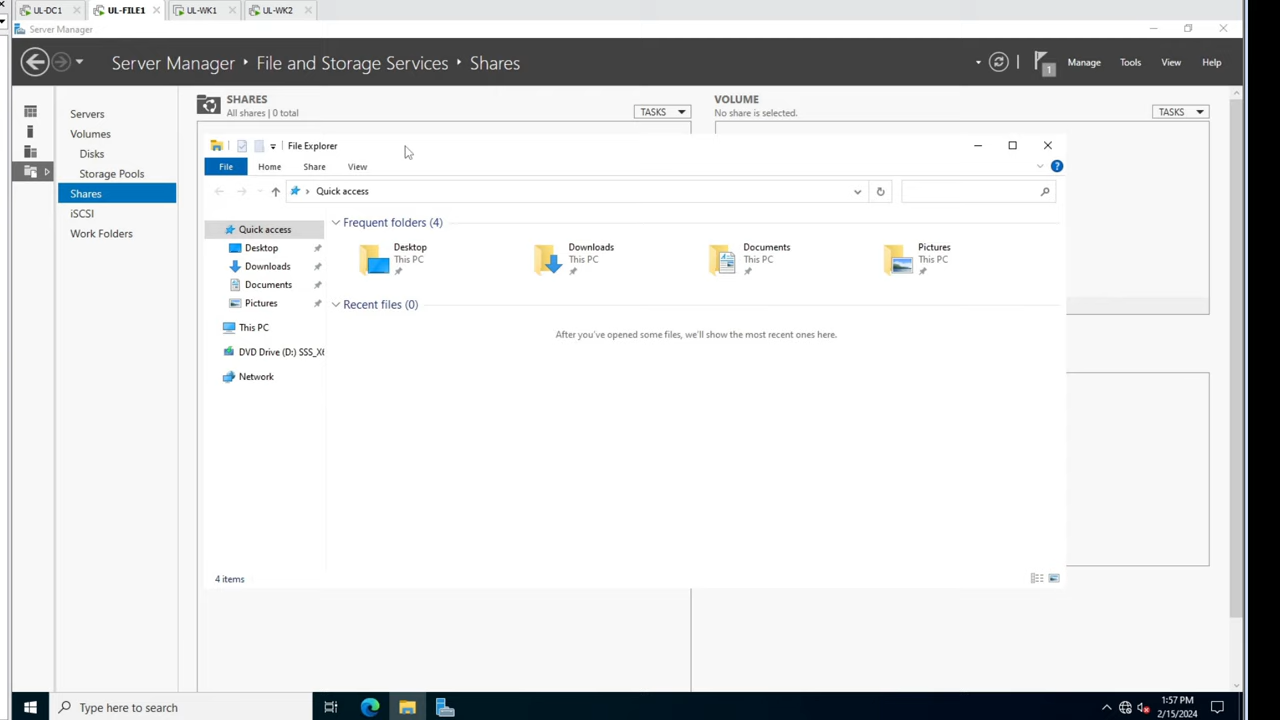 UL-DC1 UL-FILE1 UL-WK1 UL-WK2
Server Manager
Server Manager File and Storage Services Shares
1 Manage Tools View Help
Servers
Volumes
Disks
Storage Pools
Shares
iSCSI
Work Folders
SHARES
All shares | 0 total
TASKS
VOLUME
No share is selected.
TASKS
File Explorer
File Home Share View
Quick access
Quick access
Desktop
Downloads
Documents
Pictures
This PC
DVD Drive (D:) SSS_X6
Network
Frequent folders (4)
Desktop
This PC
Downloads
This PC
Documents
This PC
Pictures
This PC
Recent files (0)
After you've opened some files, we'll show the most recent ones here.
4 items
Type here to search
1:57 PM
2/15/2024